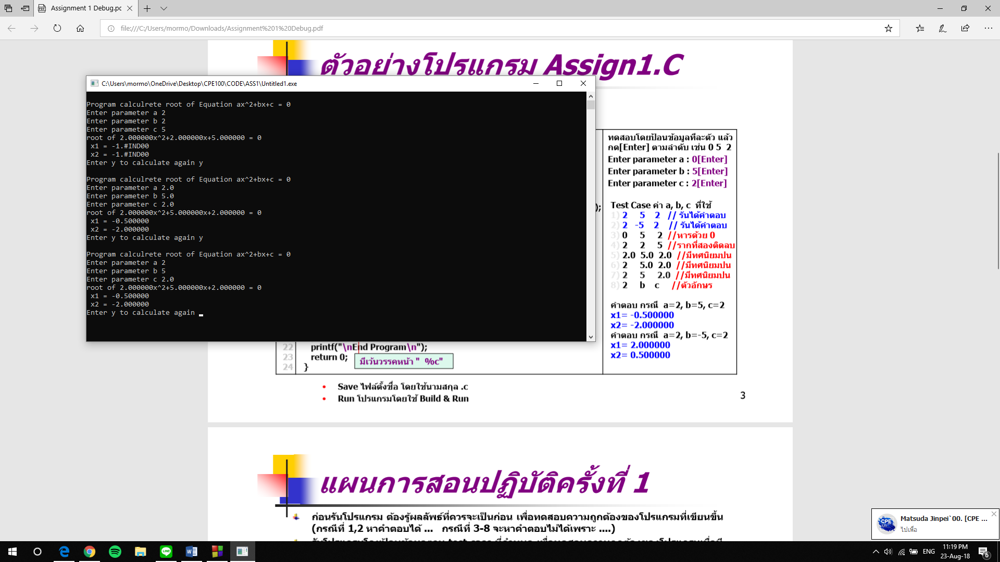 Assignment 1 Debug.pc
file:///C:/Users/mormo/Downloads/Assignment%201%20Debug.pdf
ตัวอย่างโปรแกรม Assign1.C
C:\Users\mormo\OneDrive\Desktop\CPE100\CODE\ASS1\Untitled1.exe
Program calculrete root of Equation ax^2+bx+c = 0
Enter parameter a 2
Enter parameter b 2
Enter parameter c 5
root of 2.000000x^2+2.000000x+5.000000 = 0
x1 = -1.#IND00
x2 = -1.#IND00
Enter y to calculate again y
Program calculrete root of Equation ax^2+bx+c = 0
Enter parameter a 2.0
Enter parameter b 5.0
Enter parameter c 2.0
root of 2.000000x^2+5.000000x+2.000000 = 0
x1 = -0.500000
x2 = -2.000000
Enter y to calculate again y
Program calculrete root of Equation ax^2+bx+c = 0
Enter parameter a 2
Enter parameter b 5
Enter parameter c 2.0
root of 2.000000x^2+5.000000x+2.000000 = 0
x1 = -0.500000
x2 = -2.000000
Enter y to calculate again
);
22 printf("\nEnd Program\n");
23 return 0;
24 }
มีเว้นวรรคหน้า " %c"
ทดสอบโดยป้อนข้อมูลทีละตัว แล้ว
กด[Enter] ตามลำดับ เช่น 0 5 2
Enter parameter a : 0[Enter]
Enter parameter b : 5[Enter]
Enter parameter c : 2[Enter]
Test Case ค่า a, b, c ที่ใช้
1) 2 5 2 // รันได้คำตอบ
2) 2 -5 2 // รันได้คำตอบ
3) 0 5 2 //หารด้วย 0
4) 2 2 5 //รากที่สองติดลบ
5) 2.0 5.0 2.0 //มีทศนิยมปน
6) 2 5.0 2.0 //มีทศนิยมปน
7) 2 5 2.0 //มีทศนิยมปน
8) 2 b c //ตัวอักษร
คำตอบ กรณี a=2, b=5, c=2
x1= -0.500000
x2= -2.000000
คำตอบ กรณี a=2, b=-5, c=2
x1= 2.000000
x2= 0.500000
• Save ไฟล์ตั้งชื่อ โดยใช้นามสกุล .c
• Run โปรแกรมโดยใช้ Build & Run
3
แผนการสอนปฏิบัติครั้งที่ 1
ก่อนรันโปรแกรม ต้องรู้ผลลัพธ์ที่ควรจะเป็นก่อน เพื่อทดสอบความถูกต้องของโปรแกรมที่เขียนขึ้น
(กรณีที่ 1,2 หาคำตอบได้ ... กรณีที่ 3-8 จะหาคำตอบไม่ได้เพราะ ....)
Matsuda Jinpei`00. [CPE ...
ไปเพื่อ
ENG
11:19 PM
23-Aug-18
6